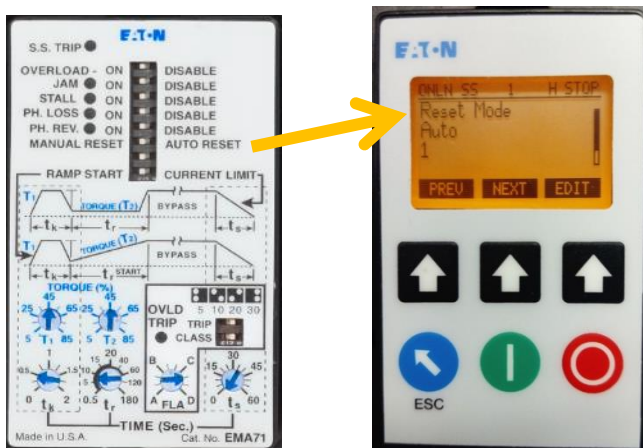 EATON
S.S. TRIP
OVERLOAD - ON DISABLE
JAM ON DISABLE
STALL ON DISABLE
PH. LOSS ON DISABLE
PH. REV. ON DISABLE
MANUAL RESET AUTO RESET
RAMP START CURRENT LIMIT
T1 TORQUE (T2) BYPASS
tk tr ts
T1 TORQUE (T2) BYPASS
tk tr START ts
TORQUE (%)
45 45
25 65 25 65
5 T1 85 5 T2 85
OVLD TRIP
5 10 20 30
TRIP CLASS
B C
A D
FLA
1
0.5 1.5
0 2
tk
20
15 40
10 60
5 120
0.5 180
tr
30
15 45
0 60
ts
TIME (Sec.)
Made in U.S.A. Cat. No. EMA71
EATON
ONLN SS 1 H STOP
Reset Mode
Auto
1
PREV NEXT EDIT
ESC